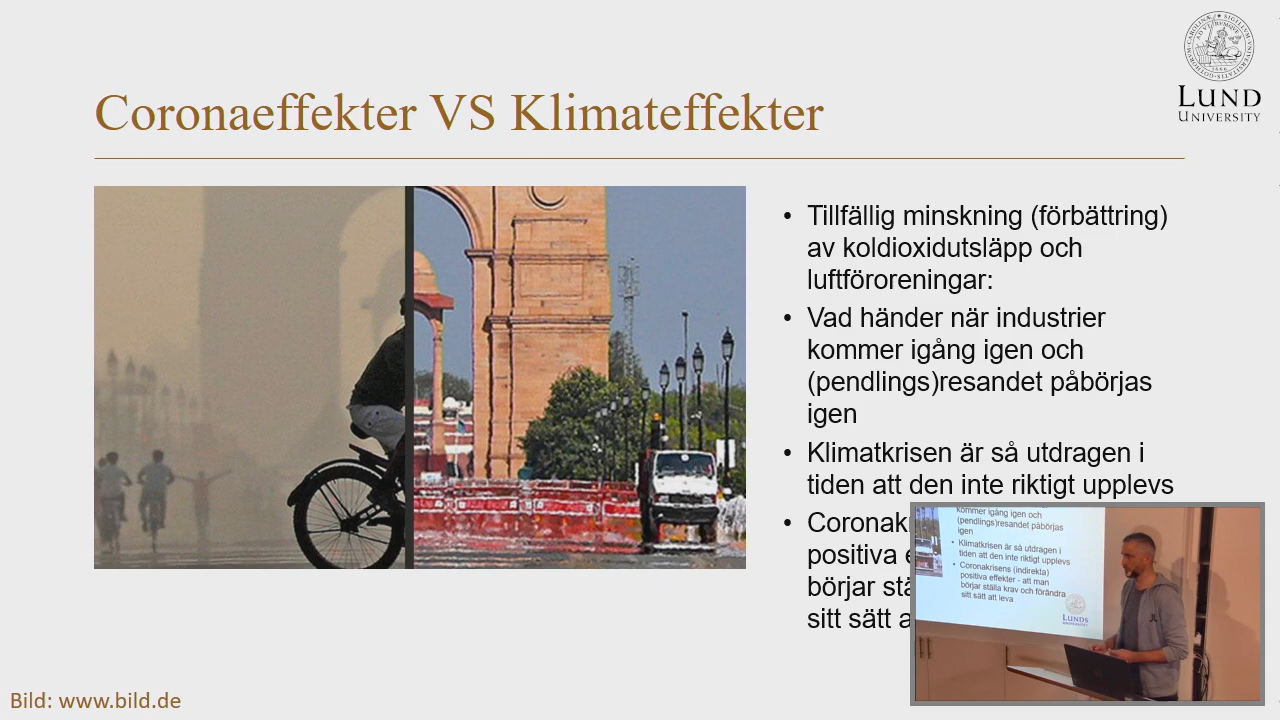 LUND
UNIVERSITY
Coronaeffekter VS Klimateffekter
• Tillfällig minskning (förbättring)
av koldioxidutsläpp och
luftföroreningar:
• Vad händer när industrier
kommer igång igen och
(pendlings)resandet påbörjas
igen
• Klimatkrisen är så utdragen i
tiden att den inte riktigt upplevs
• Coronak
positiva e
börjar stä
sitt sätt a
kommer igång igen och
(pendlings)resandet påbörjas
igen
• Klimatkrisen är så utdragen i
tiden att den inte riktigt upplevs
• Coronakrisens (indirekta)
positiva effekter - att man
börjar ställa krav och förändra
sitt sätt att leva
LUNDS
UNIVERSITET
Bild: www.bild.de